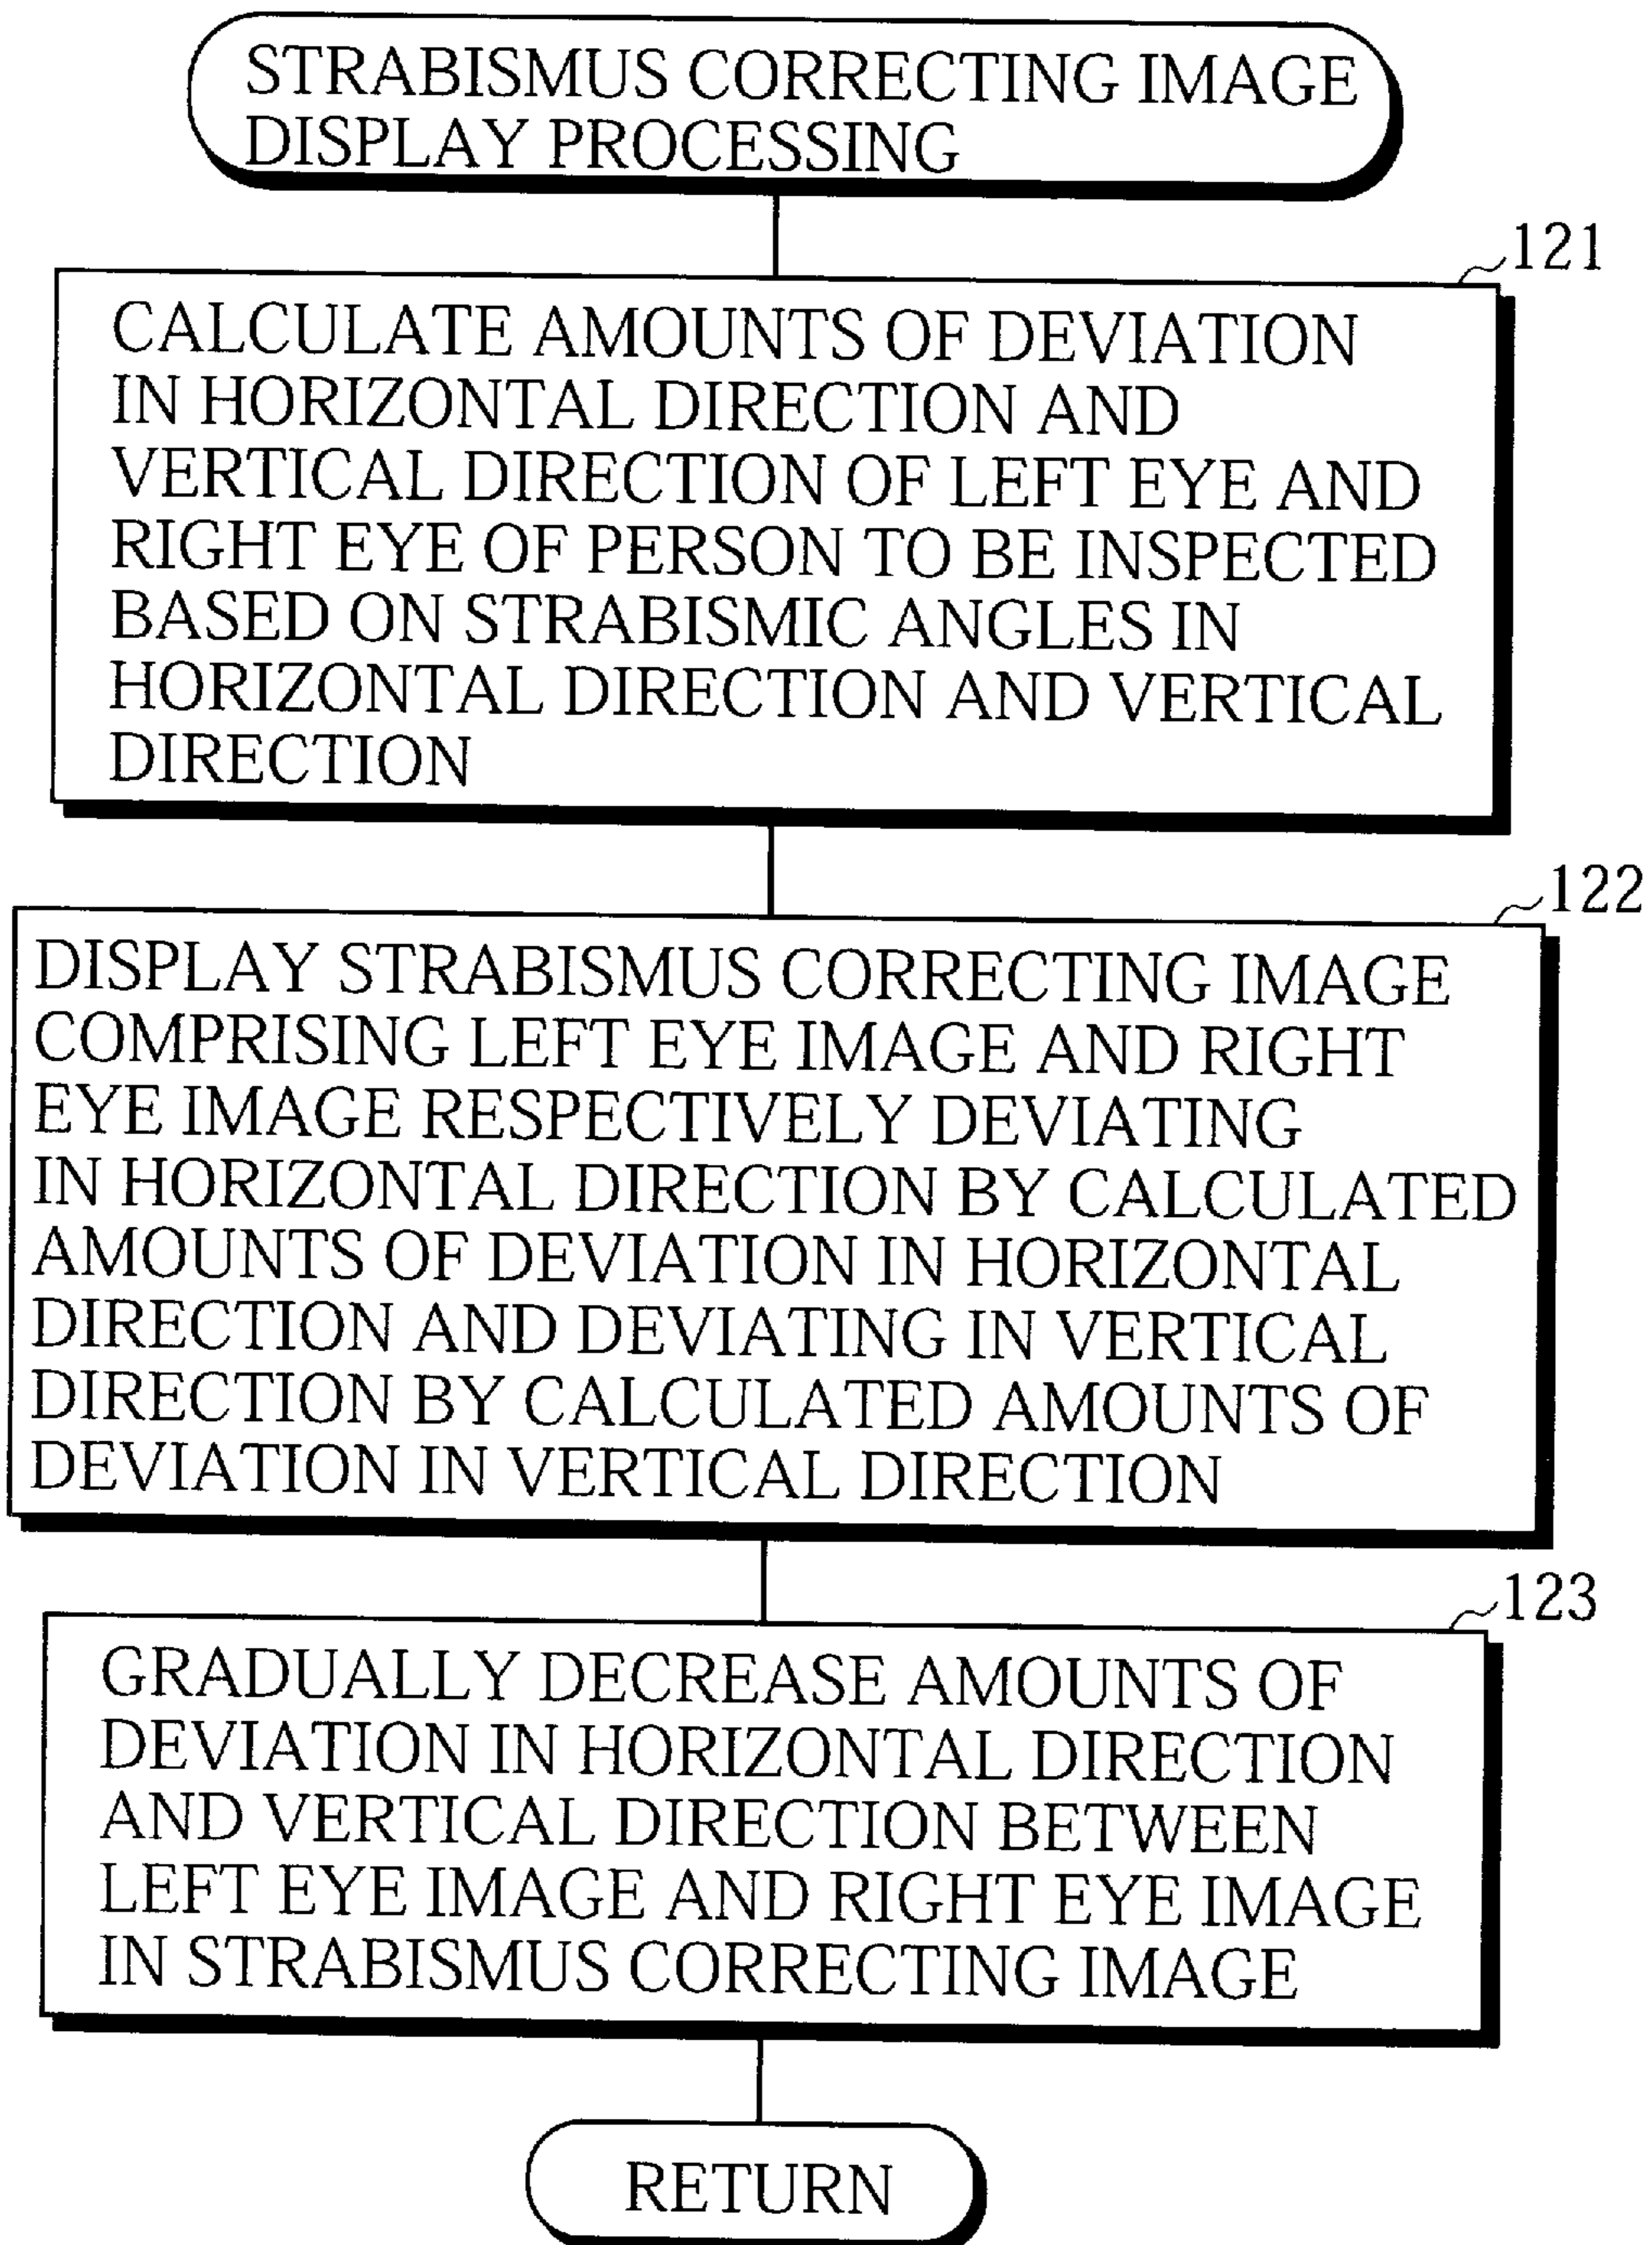 STRABISMUS CORRECTING IMAGE
DISPLAY PROCESSING
121
CALCULATE AMOUNTS OF DEVIATION
IN HORIZONTAL DIRECTION AND
VERTICAL DIRECTION OF LEFT EYE AND
RIGHT EYE OF PERSON TO BE INSPECTED
BASED ON STRABISMIC ANGLES IN
HORIZONTAL DIRECTION AND VERTICAL
DIRECTION
122
DISPLAY STRABISMUS CORRECTING IMAGE
COMPRISING LEFT EYE IMAGE AND RIGHT
EYE IMAGE RESPECTIVELY DEVIATING
IN HORIZONTAL DIRECTION BY CALCULATED
AMOUNTS OF DEVIATION IN HORIZONTAL
DIRECTION AND DEVIATING IN VERTICAL
DIRECTION BY CALCULATED AMOUNTS OF
DEVIATION IN VERTICAL DIRECTION
123
GRADUALLY DECREASE AMOUNTS OF
DEVIATION IN HORIZONTAL DIRECTION
AND VERTICAL DIRECTION BETWEEN
LEFT EYE IMAGE AND RIGHT EYE IMAGE
IN STRABISMUS CORRECTING IMAGE
RETURN